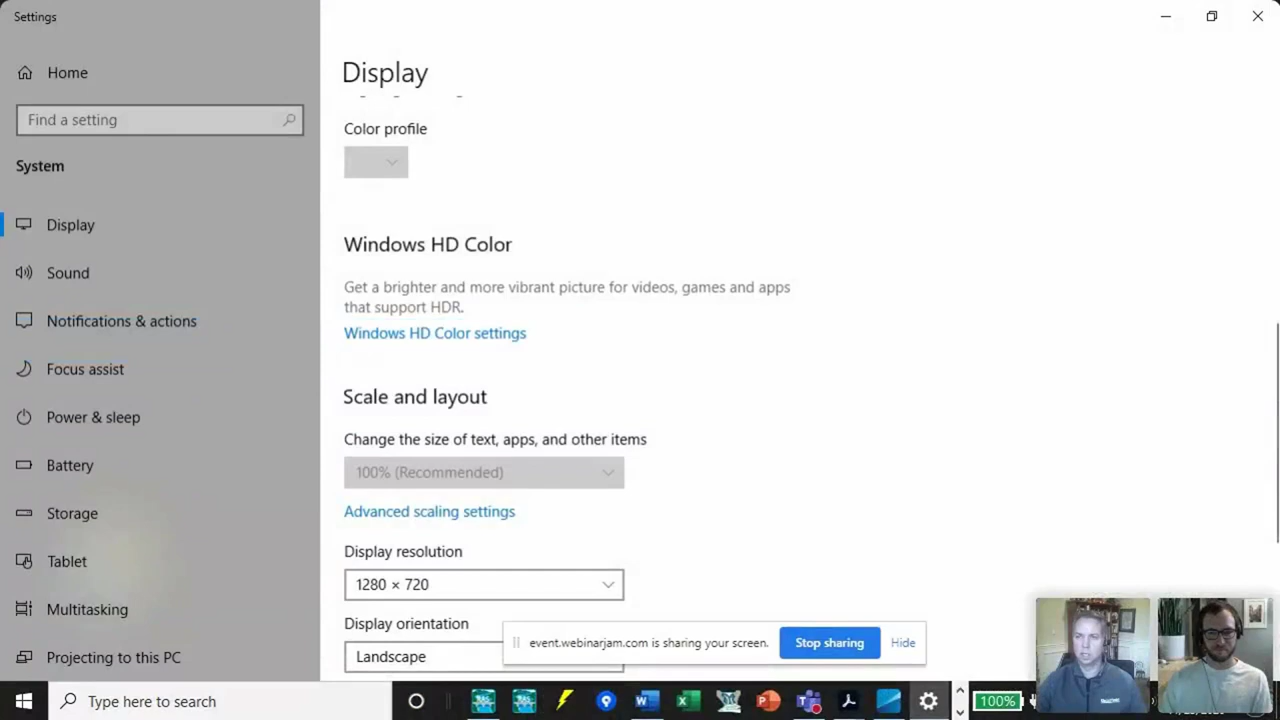 Settings
Home
Find a setting
System
Display
Sound
Notifications & actions
Focus assist
Power & sleep
Battery
Storage
Tablet
Multitasking
Projecting to this PC
Display
Color profile
Windows HD Color
Get a brighter and more vibrant picture for videos, games and apps
that support HDR.
Windows HD Color settings
Scale and layout
Change the size of text, apps, and other items
100% (Recommended)
Advanced scaling settings
Display resolution
1280 × 720
Display orientation
Landscape
event.webinarjam.com is sharing your screen.
Stop sharing
Hide
Type here to search
100%